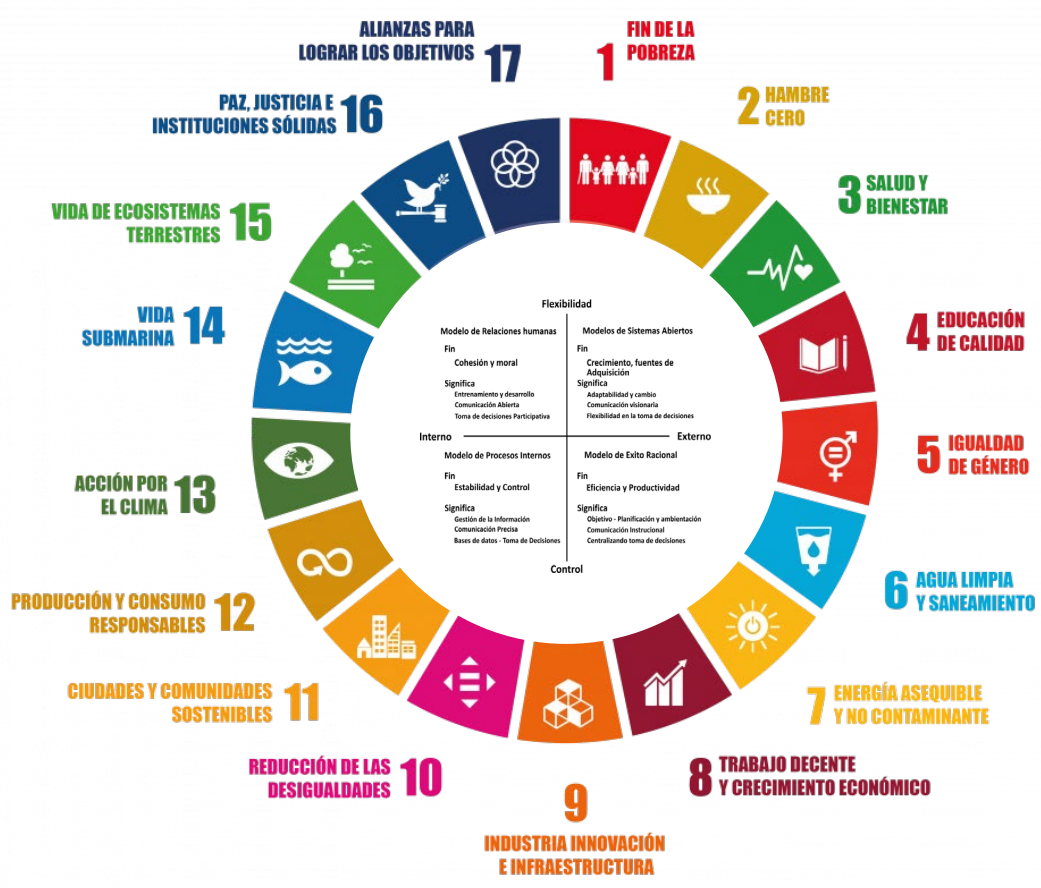 ALIANZAS PARA
LOGRAR LOS OBJETIVOS
17
1
FIN DE LA
POBREZA
2
HAMBRE
CERO
3
SALUD Y
BIENESTAR
4
EDUCACIÓN
DE CALIDAD
5
IGUALDAD
DE GÉNERO
6
AGUA LIMPIA
Y SANEAMIENTO
7
ENERGÍA ASEQUIBLE
Y NO CONTAMINANTE
8
TRABAJO DECENTE
Y CRECIMIENTO ECONÓMICO
9
INDUSTRIA INNOVACIÓN
E INFRAESTRUCTURA
REDUCCIÓN DE LAS
DESIGUALDADES
10
CIUDADES Y COMUNIDADES
SOSTENIBLES
11
PRODUCCIÓN Y CONSUMO
RESPONSABLES
12
ACCIÓN POR
EL CLIMA
13
VIDA
SUBMARINA
14
VIDA DE ECOSISTEMAS
TERRESTRES
15
PAZ, JUSTICIA E
INSTITUCIONES SÓLIDAS
16
Flexibilidad
Modelo de Relaciones humanas
Fin
Cohesión y moral
Significa
Entrenamiento y desarrollo
Comunicación Abierta
Toma de decisiones Participativa
Modelos de Sistemas Abiertos
Fin
Crecimiento, fuentes de
Adquisición
Significa
Adaptabilidad y cambio
Comunicación visionaria
Flexibilidad en la toma de decisiones
Interno
Externo
Modelo de Procesos Internos
Fin
Estabilidad y Control
Significa
Gestión de la Información
Comunicación Precisa
Bases de datos - Toma de Decisiones
Modelo de Exito Racional
Fin
Eficiencia y Productividad
Significa
Objetivo - Planificación y ambientación
Comunicación Instrucional
Centralizando toma de decisiones
Control